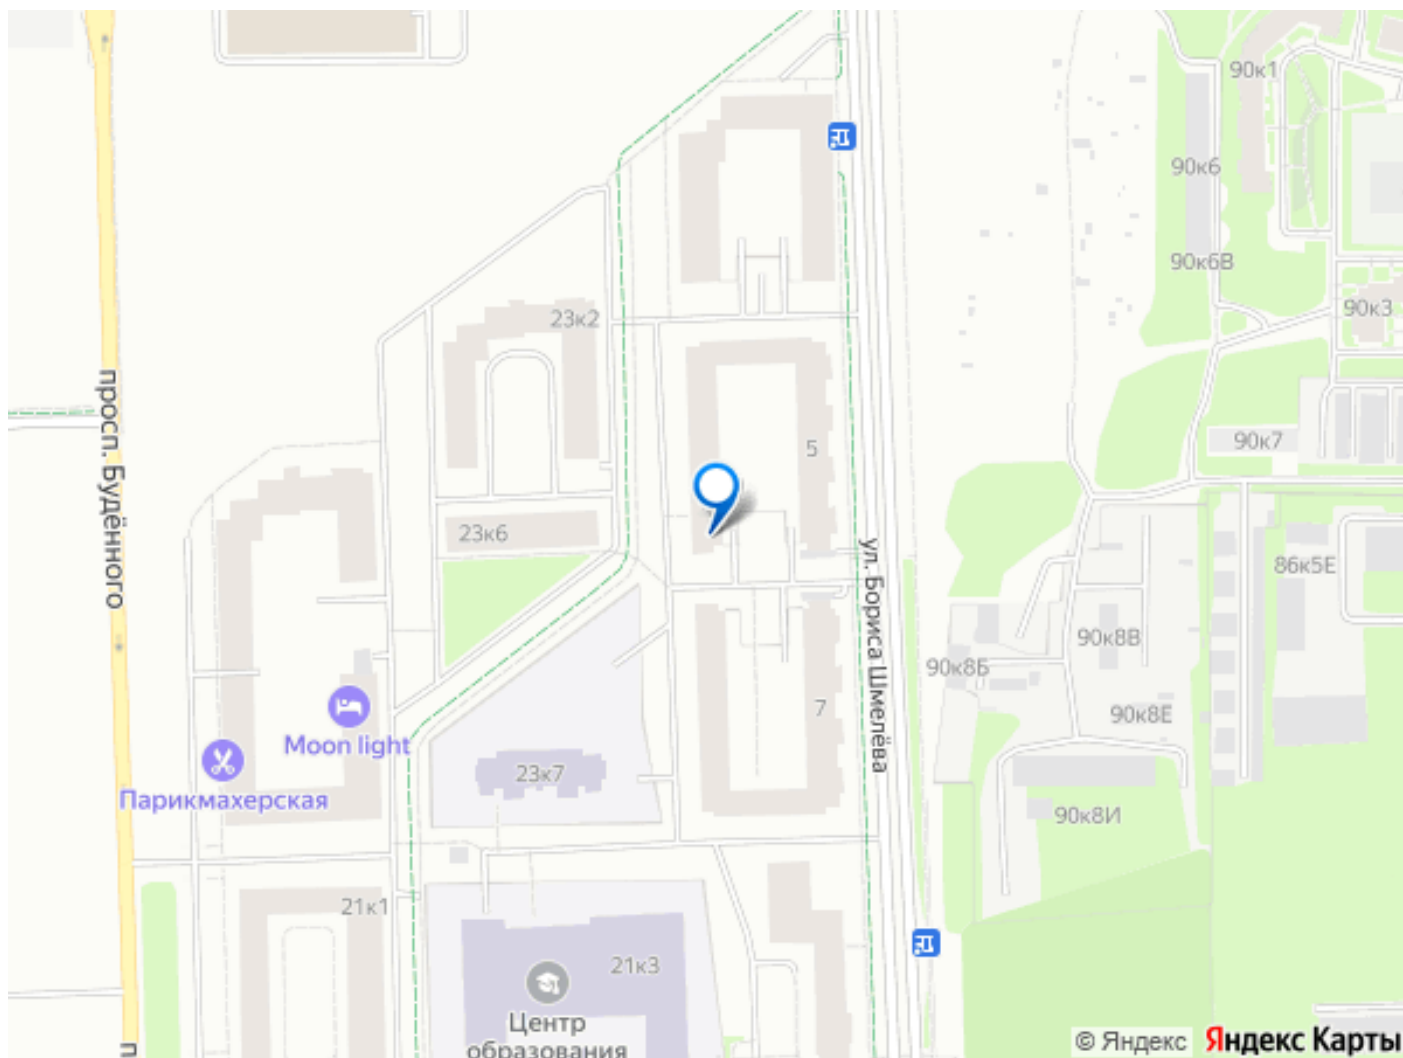 90к1
90к6
90к6В
23к2
90к3
просп. Будённого
5
90к7
23к6
ул. Бориса Шмелёва
86к5Е
90к8В
90к8Б
7
90к8Е
Moon light
23к7
Парикмахерская
90к8И
21к1
21к3
Центр
образования
п
© Яндекс Яндекс Карты